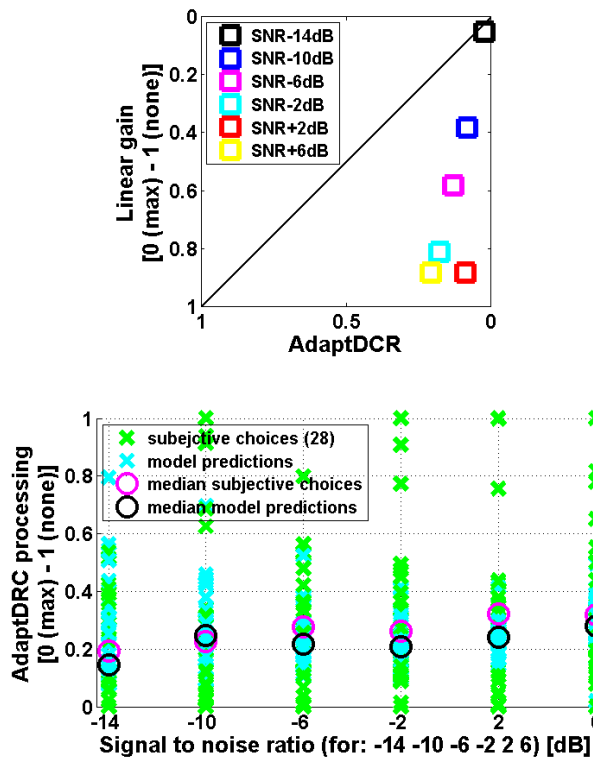 0
0.2
0.4
0.6
0.8
1
Linear gain
[0 (max) - 1 (none)]
SNR-14dB
SNR-10dB
SNR-6dB
SNR-2dB
SNR+2dB
SNR+6dB
1
0.5
0
AdaptDCR
1
0.8
0.6
0.4
0.2
0
AdaptDRC processing
[0 (max) - 1 (none)]
subejctive choices (28)
model predictions
median subjective choices
median model predictions
-14
-10
-6
-2
2
Signal to noise ratio (for: -14 -10 -6 -2 2 6) [dB]